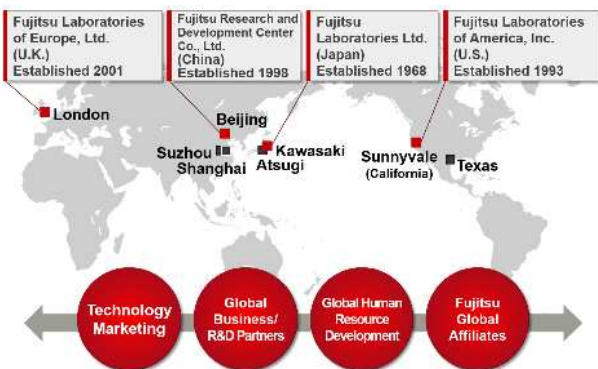 Fujitsu Laboratories
of Europe, Ltd.
(U.K.)
Established 2001
Fujitsu Research and
Development Center
Co., Ltd.
(China)
Established 1998
Fujitsu
Laboratories Ltd.
(Japan)
Established 1968
Fujitsu Laboratories
of America, Inc.
(U.S.)
Established 1993
London
Beijing
Suzhou
Shanghai
Kawasaki
Atsugi
Sunnyvale
(California)
Texas
Technology
Marketing
Global
Business/
R&D Partners
Global Human
Resource
Development
Fujitsu
Global
Affiliates